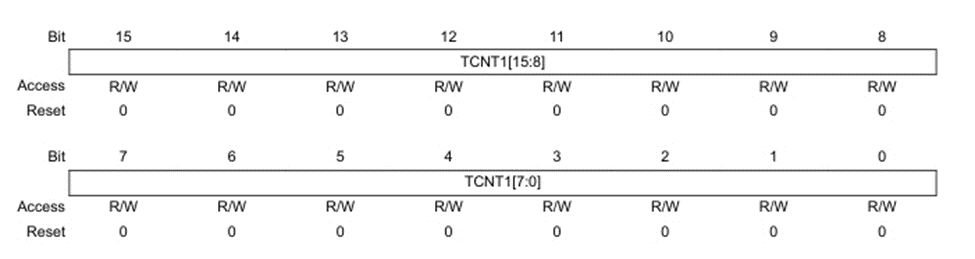 Bit 15 14 13 12 11 10 9 8
TCNT1[15:8]
Access R/W R/W R/W R/W R/W R/W R/W R/W
Reset 0 0 0 0 0 0 0 0
Bit 7 6 5 4 3 2 1 0
TCNT1[7:0]
Access R/W R/W R/W R/W R/W R/W R/W R/W
Reset 0 0 0 0 0 0 0 0